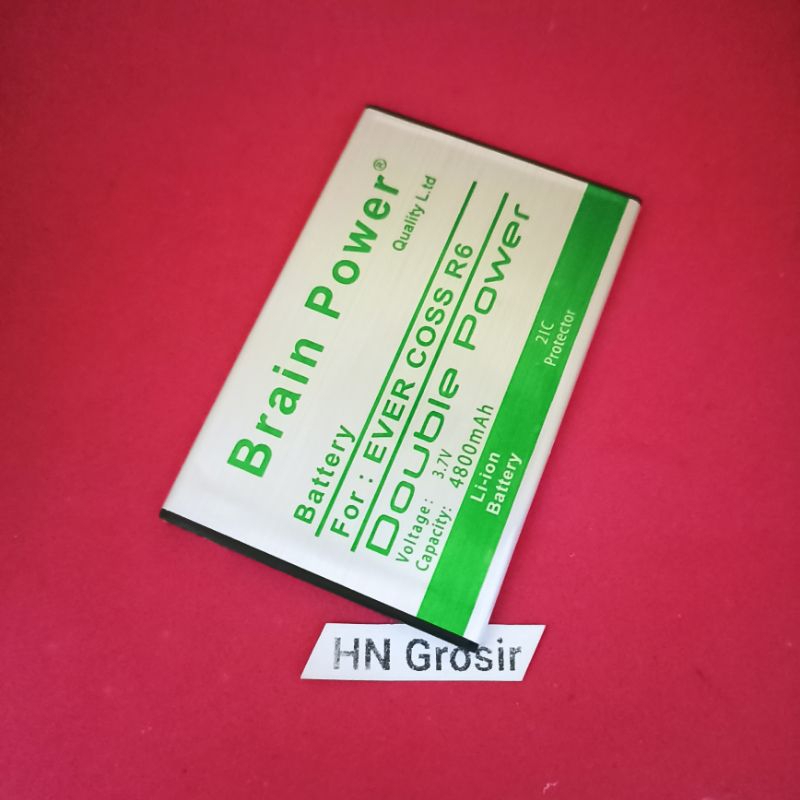 Brain Power®
Quality L.td
Battery
For : EVER COSS R6
Double Power
Voltage: 3.7V
Capacity: 4800mAh
Li-ion
Battery
21C
Protector
HN Grosir